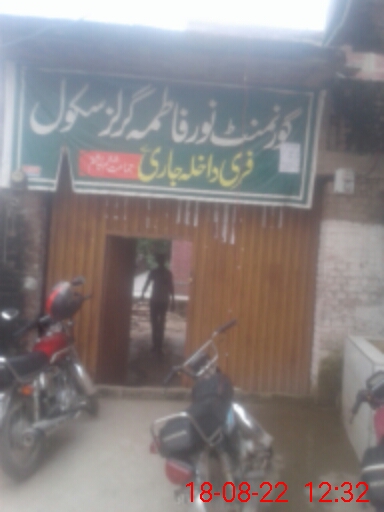 گورنمنٹ نور فاطمہ گرلز سکول
فری داخلہ جاری ہے
18-08-22 12:32